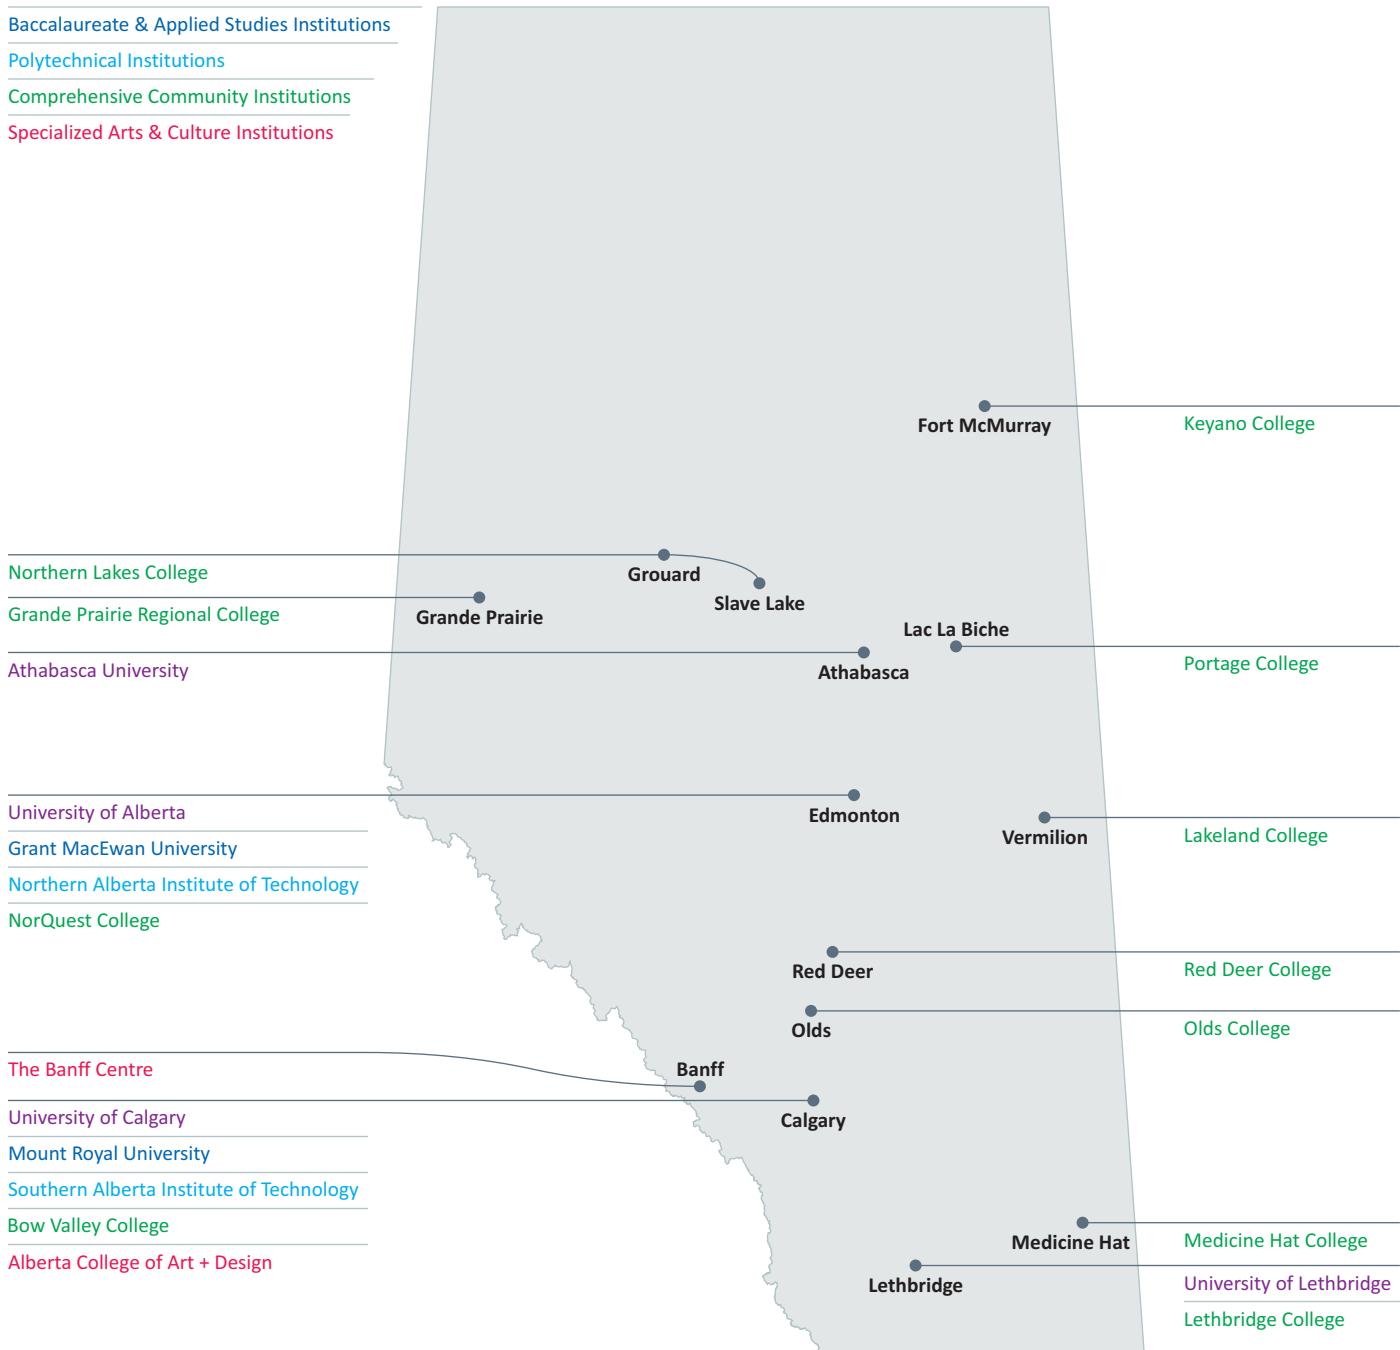 Baccalaureate & Applied Studies Institutions
Polytechnical Institutions
Comprehensive Community Institutions
Specialized Arts & Culture Institutions
Fort McMurray
Keyano College
Northern Lakes College
Grouard
Slave Lake
Grande Prairie Regional College
Grande Prairie
Lac La Biche
Athabasca University
Athabasca
Portage College
University of Alberta
Grant MacEwan University
Northern Alberta Institute of Technology
NorQuest College
Edmonton
Vermilion
Lakeland College
Red Deer
Red Deer College
Olds
Olds College
The Banff Centre
Banff
University of Calgary
Mount Royal University
Southern Alberta Institute of Technology
Bow Valley College
Alberta College of Art + Design
Calgary
Medicine Hat
Medicine Hat College
Lethbridge
University of Lethbridge
Lethbridge College